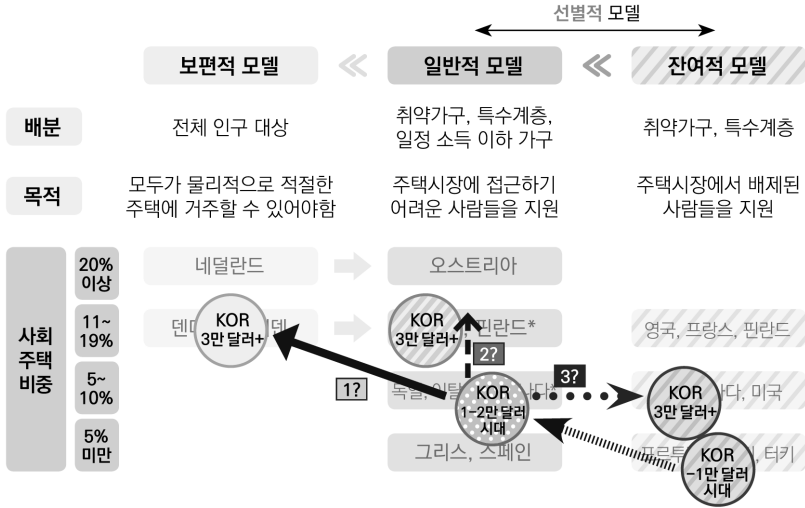 선별적 모델
보편적 모델
일반적 모델
잔여적 모델
배분
전체 인구 대상
취약가구, 특수계층,
일정 소득 이하 가구
취약가구, 특수계층
목적
모두가 물리적으로 적절한
주택에 거주할 수 있어야함
주택시장에 접근하기
어려운 사람들을 지원
주택시장에서 배제된
사람들을 지원
사회
주택
비중
20%
이상
네덜란드
오스트리아
11~
19%
KOR
3만 달러+
KOR
3만 달러+
핀란드*
영국, 프랑스, 핀란드
1?
2?
3?
5~
10%
독일,
KOR
1-2만 달러
시대
KOR
3만 달러+
미국
5%
미만
그리스, 스페인
KOR
-1만 달러
시대
터키